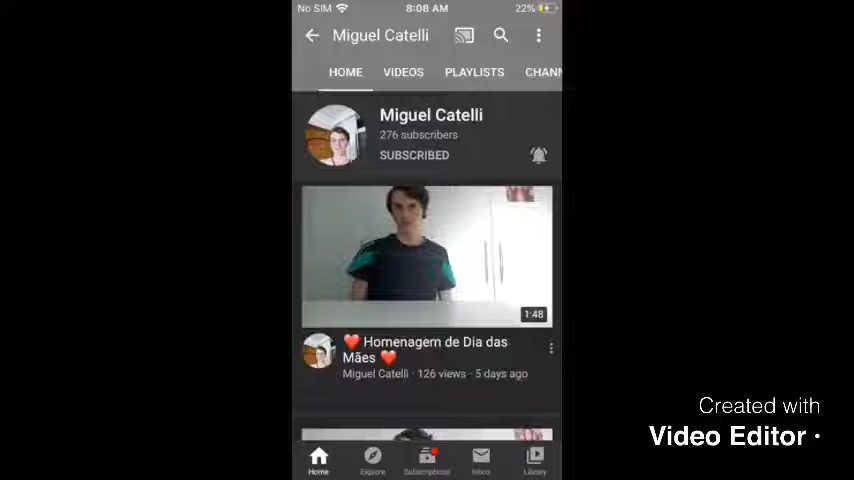 No SIM 8:08 AM 22%
Miguel Catelli
HOME VIDEOS PLAYLISTS CHANN
Miguel Catelli
276 subscribers
SUBSCRIBED
1:48
❤️ Homenagem de Dia das
Mães ❤️
Miguel Catelli · 126 views · 5 days ago
Home Explore Subscriptions Inbox Library
Created with
Video Editor •